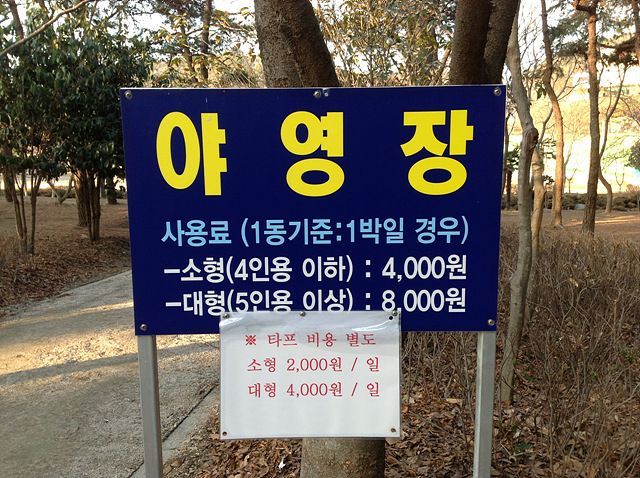 야영장
사용료 (1동기준:1박일 경우)
-소형(4인용 이하) : 4,000원
-대형(5인용 이상) : 8,000원
※ 타프 비용 별도
소형 2,000원 / 일
대형 4,000원 / 일